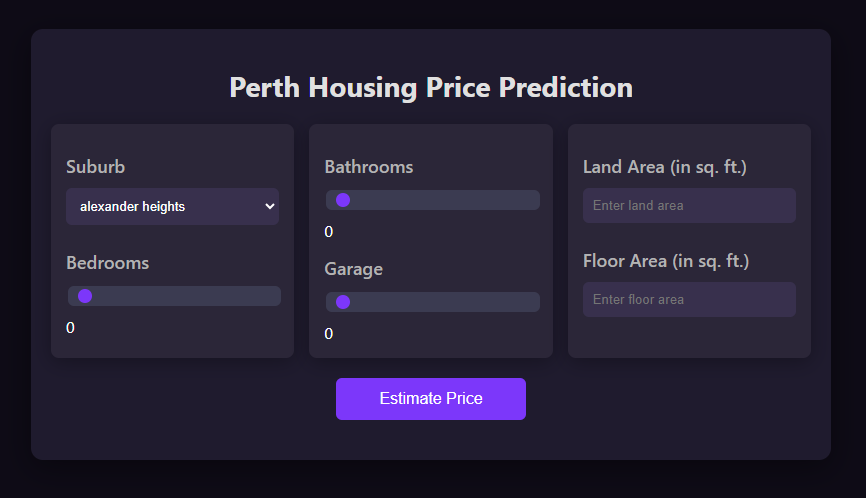 Perth Housing Price Prediction
Suburb
alexander heights
Bedrooms
0
Bathrooms
0
Garage
0
Land Area (in sq. ft.)
Enter land area
Floor Area (in sq. ft.)
Enter floor area
Estimate Price